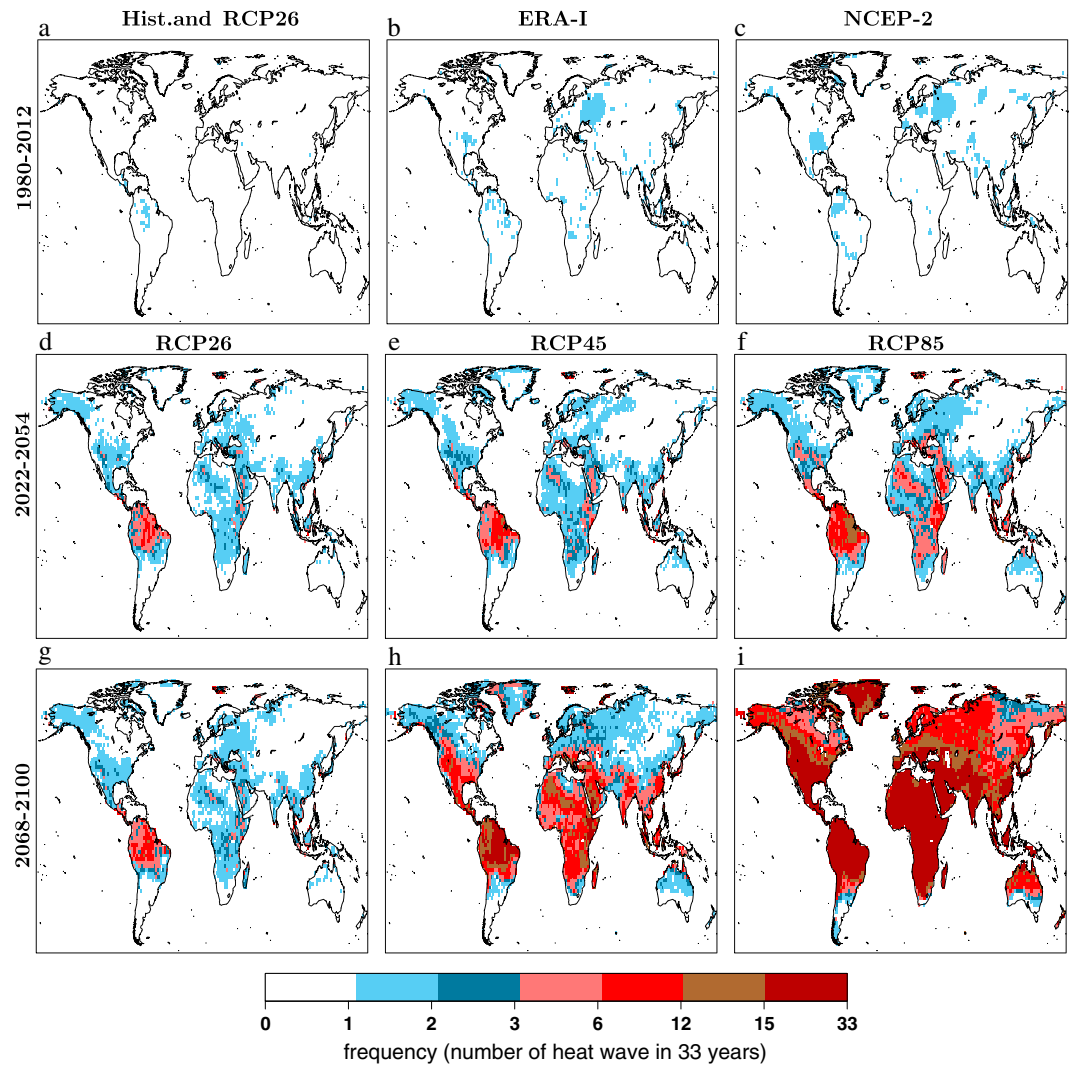 a Hist.and RCP26
b ERA-I
c NCEP-2
1980-2012
d RCP26
e RCP45
f RCP85
2022-2054
g
h
i
2068-2100
0 1 2 3 6 12 15 33
frequency (number of heat wave in 33 years)